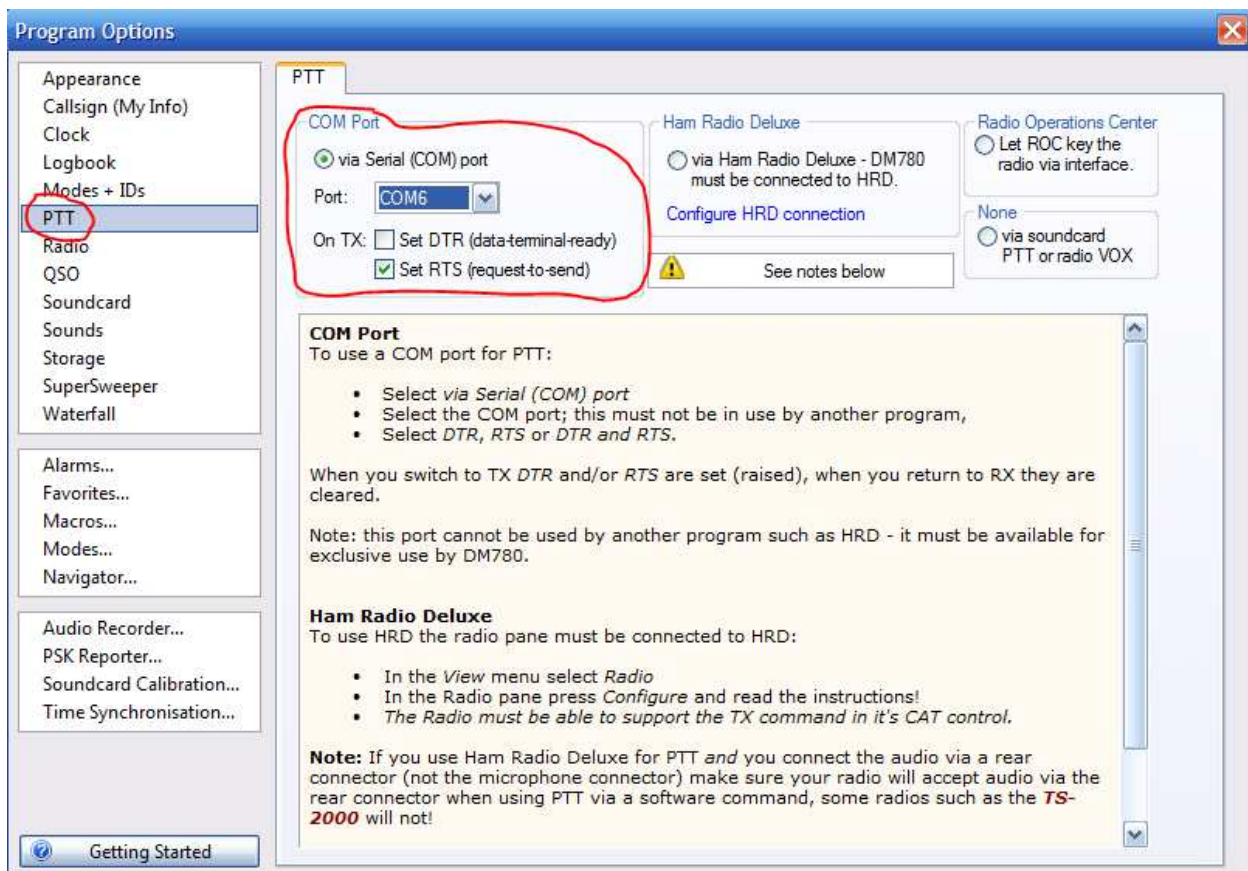 Program Options
Appearance
Callsign (My Info)
Clock
Logbook
Modes + IDs
PTT
Radio
QSO
Soundcard
Sounds
Storage
SuperSweeper
Waterfall
Alarms...
Favorites...
Macros...
Modes...
Navigator...
Audio Recorder...
PSK Reporter...
Soundcard Calibration...
Time Synchronisation...
Getting Started
PTT
COM Port
via Serial (COM) port
Port: COM6
On TX: Set DTR (data-terminal-ready)
Set RTS (request-to-send)
Ham Radio Deluxe
via Ham Radio Deluxe - DM780
must be connected to HRD.
Configure HRD connection
See notes below
Radio Operations Center
Let ROC key the
radio via interface.
None
via soundcard
PTT or radio VOX
COM Port
To use a COM port for PTT:
• Select via Serial (COM) port
• Select the COM port; this must not be in use by another program,
• Select DTR, RTS or DTR and RTS.
When you switch to TX DTR and/or RTS are set (raised), when you return to RX they are
cleared.
Note: this port cannot be used by another program such as HRD - it must be available for
exclusive use by DM780.
Ham Radio Deluxe
To use HRD the radio pane must be connected to HRD:
• In the View menu select Radio
• In the Radio pane press Configure and read the instructions!
• The Radio must be able to support the TX command in it's CAT control.
Note: If you use Ham Radio Deluxe for PTT and you connect the audio via a rear
connector (not the microphone connector) make sure your radio will accept audio via the
rear connector when using PTT via a software command, some radios such as the TS-
2000 will not!